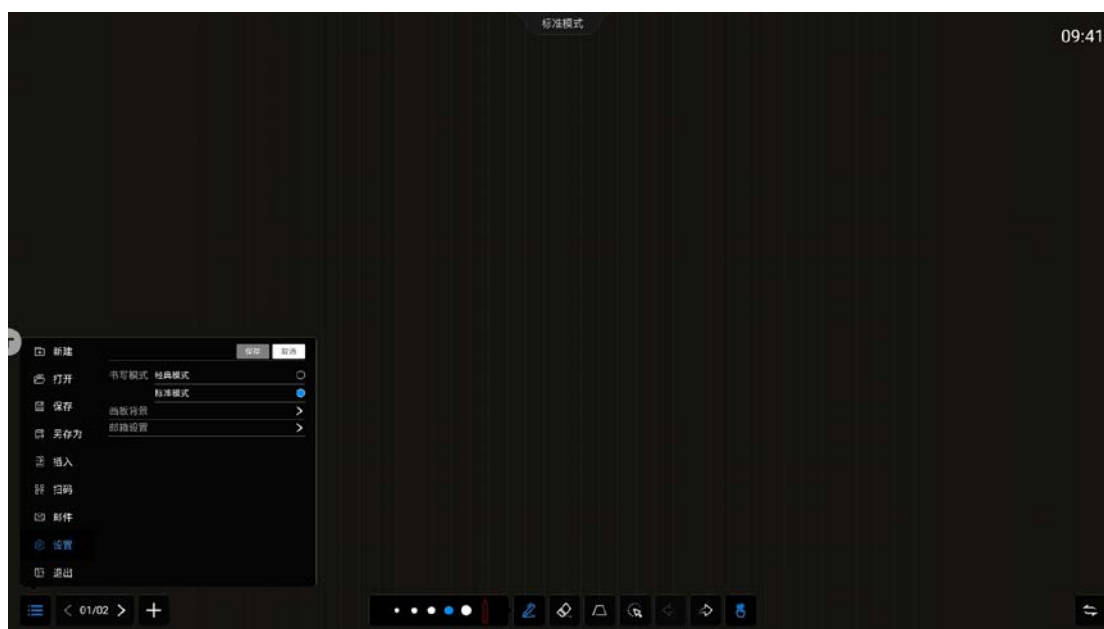 标准模式
09:41
新建
保存 取消
打开
书写模式 经典模式
标准模式
保存
画板背景
另存为
邮箱设置
插入
扫码
邮件
设置
退出
01/02